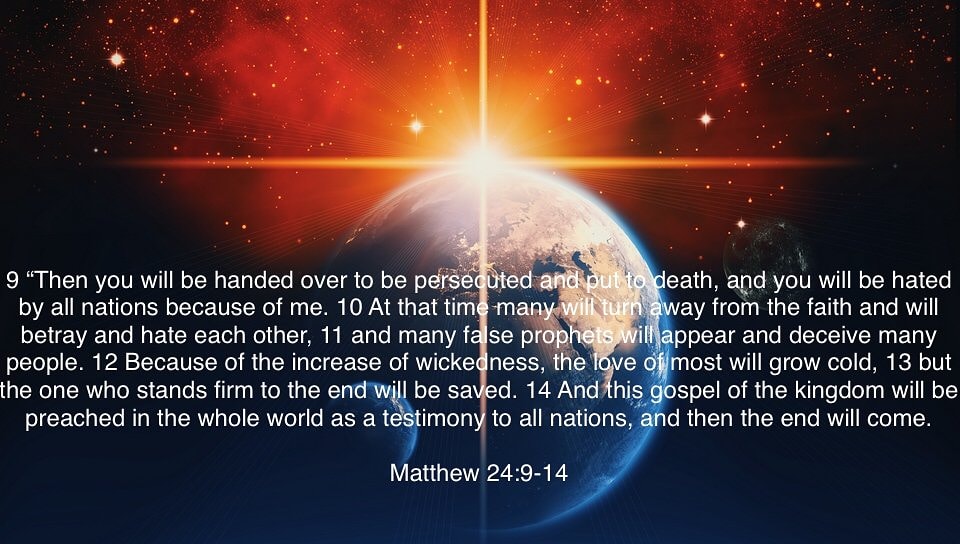 9 “Then you will be handed over to be persecuted and put to death, and you will be hated
by all nations because of me. 10 At that time many will turn away from the faith and will
betray and hate each other, 11 and many false prophets will appear and deceive many
people. 12 Because of the increase of wickedness, the love of most will grow cold, 13 but
the one who stands firm to the end will be saved. 14 And this gospel of the kingdom will be
preached in the whole world as a testimony to all nations, and then the end will come.
Matthew 24:9-14